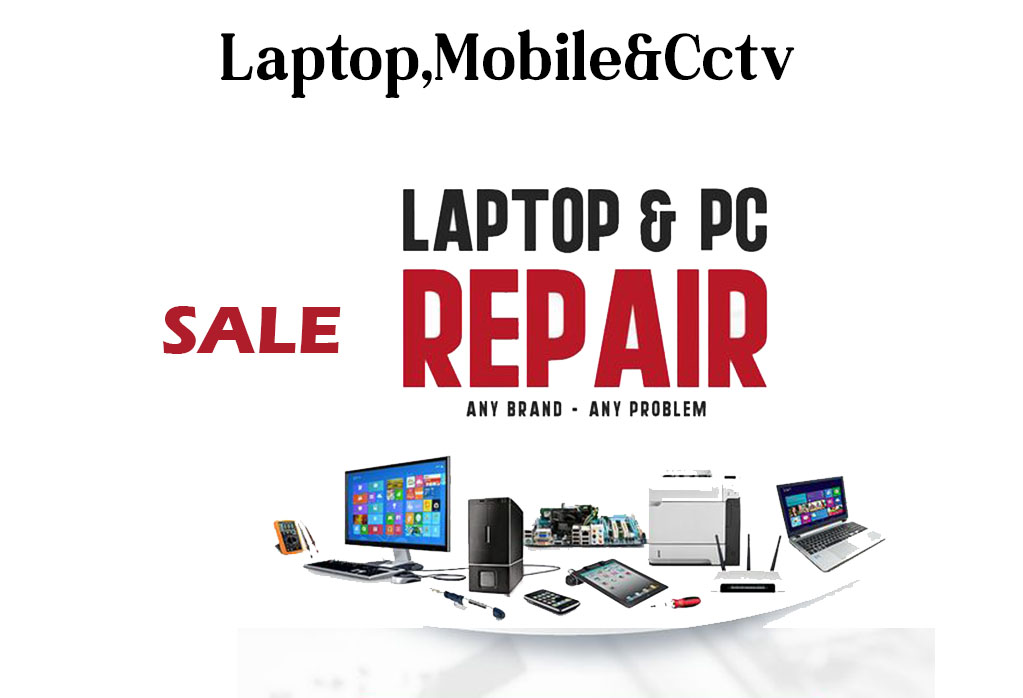 Laptop,Mobile&Cctv
LAPTOP & PC
SALE
REPAIR
ANY BRAND - ANY PROBLEM